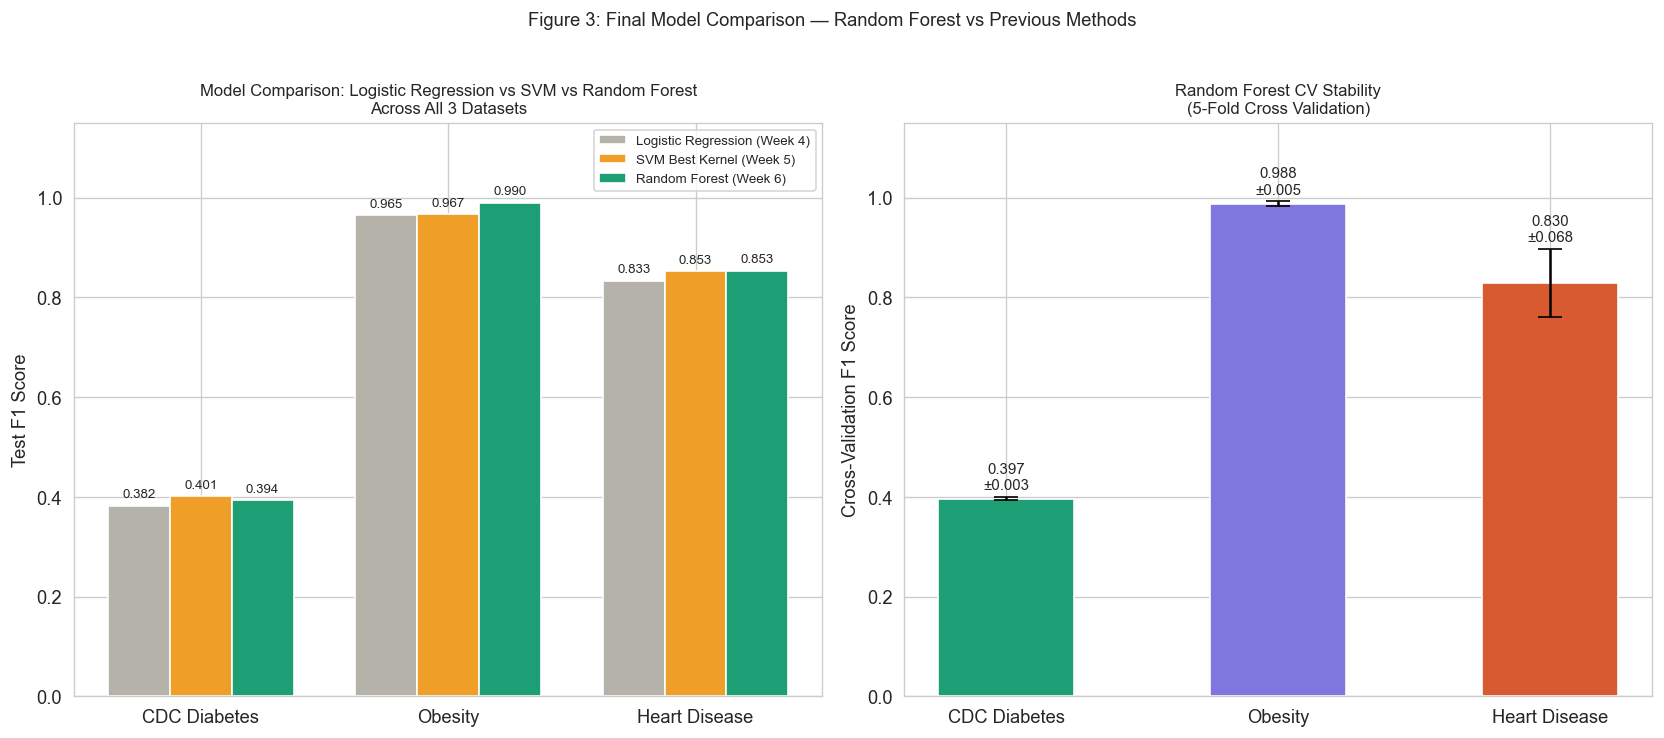 Figure 3: Final Model Comparison — Random Forest vs Previous Methods
Model Comparison: Logistic Regression vs SVM vs Random Forest
Across All 3 Datasets
Logistic Regression (Week 4)
SVM Best Kernel (Week 5)
Random Forest (Week 6)
Test F1 Score
1.0
0.8
0.6
0.4
0.2
0.0
0.382
0.401
0.394
0.965
0.967
0.990
0.833
0.853
0.853
CDC Diabetes
Obesity
Heart Disease
Random Forest CV Stability
(5-Fold Cross Validation)
Cross-Validation F1 Score
1.0
0.8
0.6
0.4
0.2
0.0
0.397
±0.003
0.988
±0.005
0.830
±0.068
CDC Diabetes
Obesity
Heart Disease